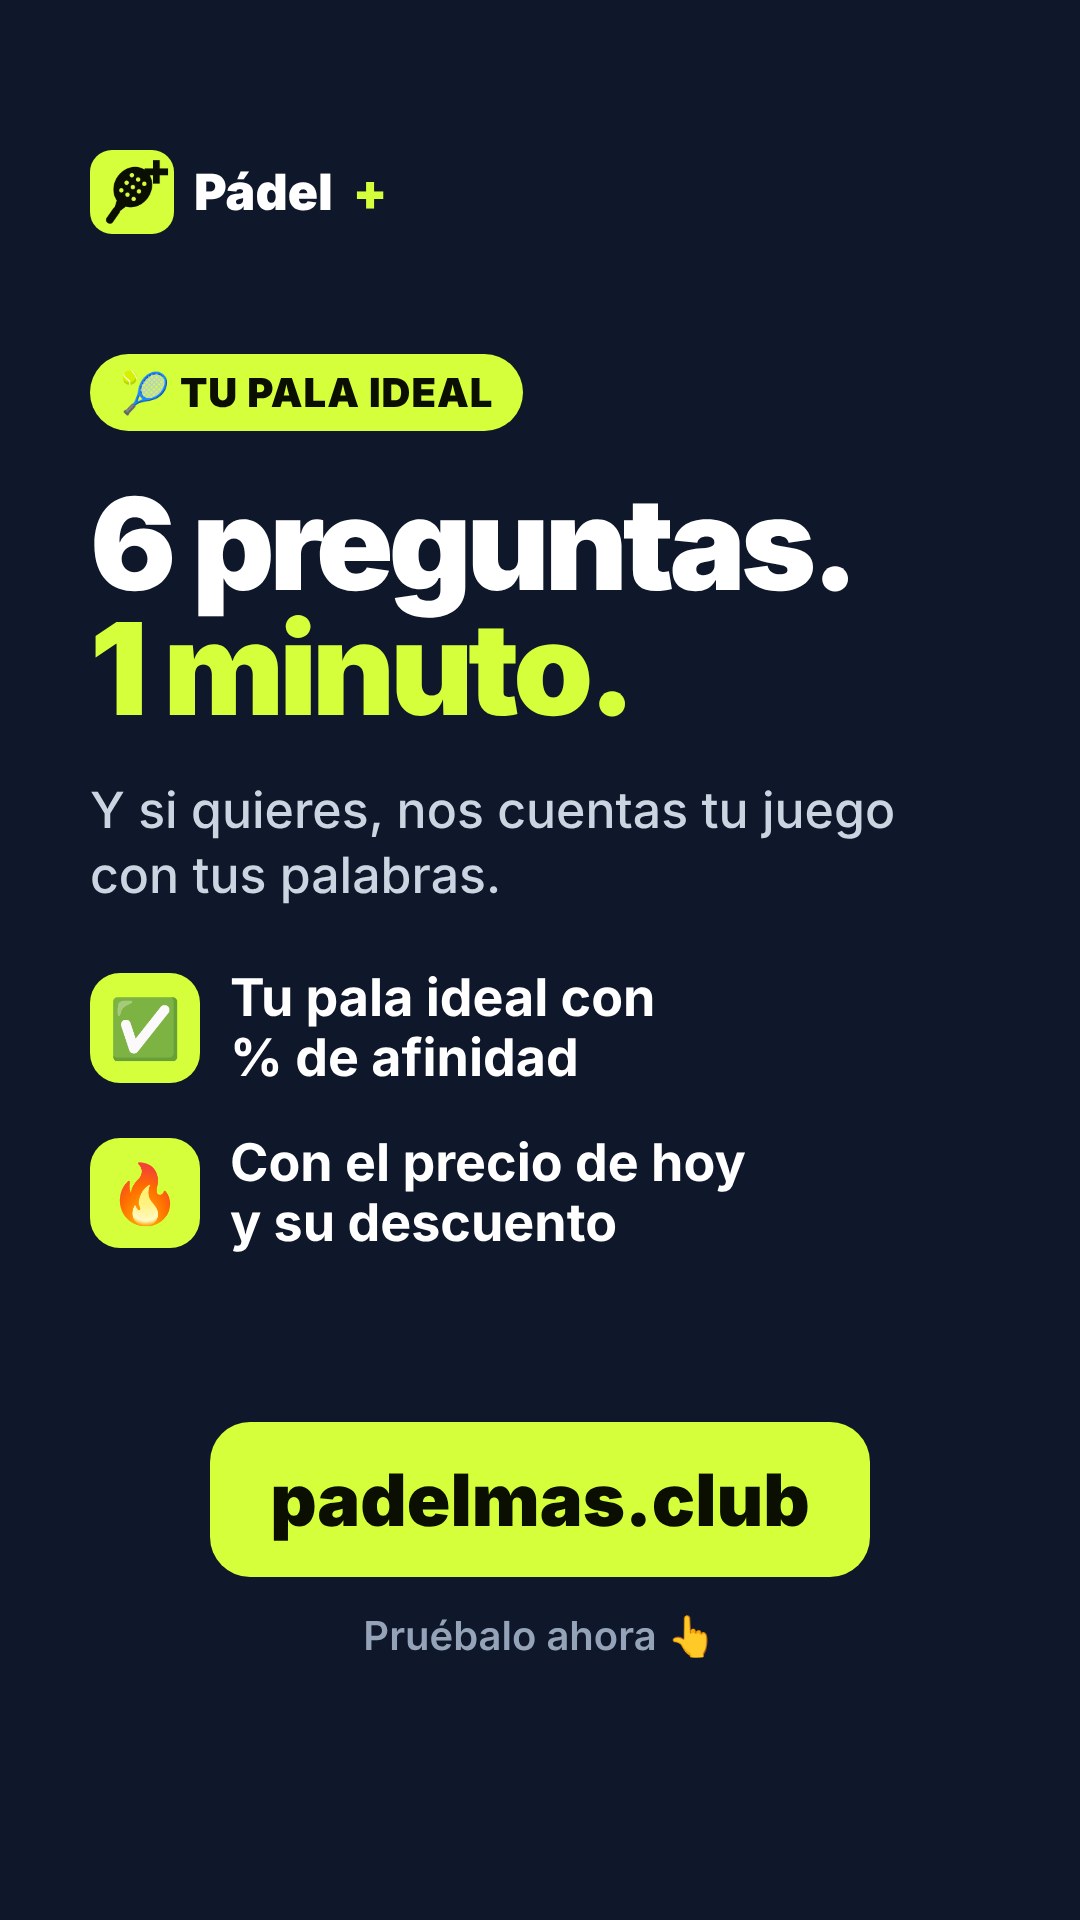 Pádel +
🎾 TU PALA IDEAL
6 preguntas.
1 minuto.
Y si quieres, nos cuentas tu juego
con tus palabras.
✅ Tu pala ideal con
% de afinidad
🔥 Con el precio de hoy
y su descuento
padelmas.club
Pruébalo ahora 👆